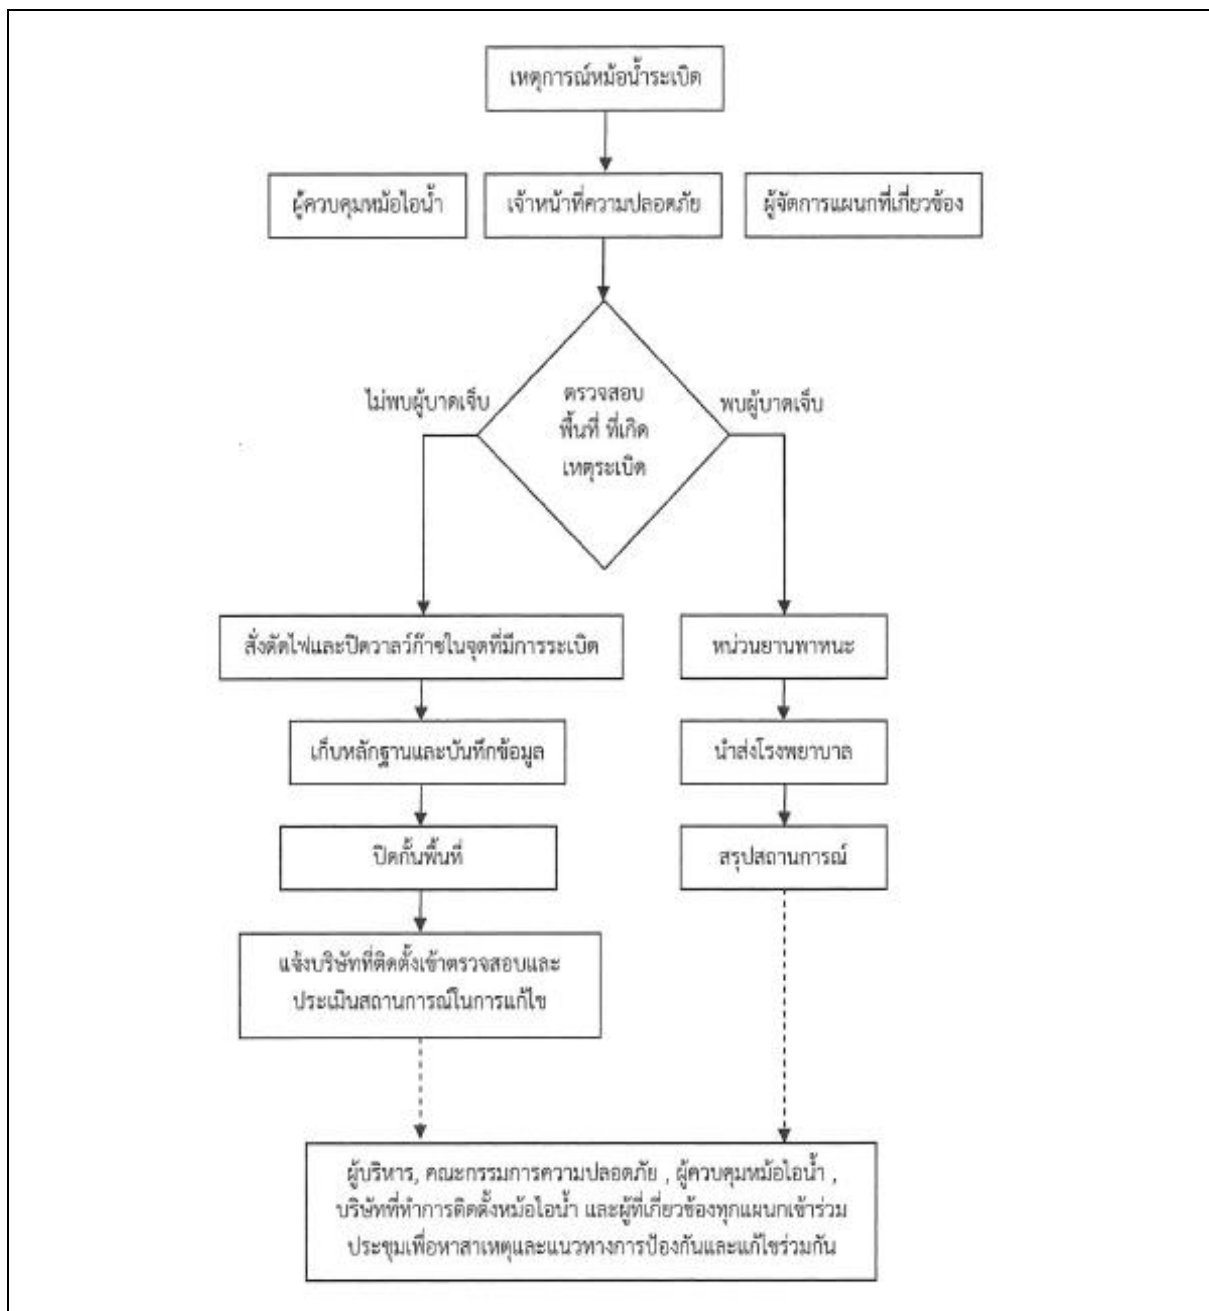 เหตุการณ์หม้อน้ำระเบิด
ผู้ควบคุมหม้อไอน้ำ
เจ้าหน้าที่ความปลอดภัย
ผู้จัดการแผนกที่เกี่ยวข้อง
ไม่พบผู้บาดเจ็บ
ตรวจสอบ
พื้นที่ ที่เกิด
เหตุระเบิด
พบผู้บาดเจ็บ
สั่งตัดไฟและปิดวาลว์ก๊าซในจุดที่มีการระเบิด
หน่วนยานพาหนะ
เก็บหลักฐานและบันทึกข้อมูล
นำส่งโรงพยาบาล
ปิดกั้นพื้นที่
สรุปสถานการณ์
แจ้งบริษัทที่ติดตั้งเข้าตรวจสอบและ
ประเมินสถานการณ์ในการแก้ไข
ผู้บริหาร, คณะกรรมการความปลอดภัย , ผู้ควบคุมหม้อไอน้ำ ,
บริษัทที่ทำการติดตั้งหม้อไอน้ำ และผู้ที่เกี่ยวข้องทุกแผนกเข้าร่วม
ประชุมเพื่อหาสาเหตุและแนวทางการป้องกันและแก้ไขร่วมกัน